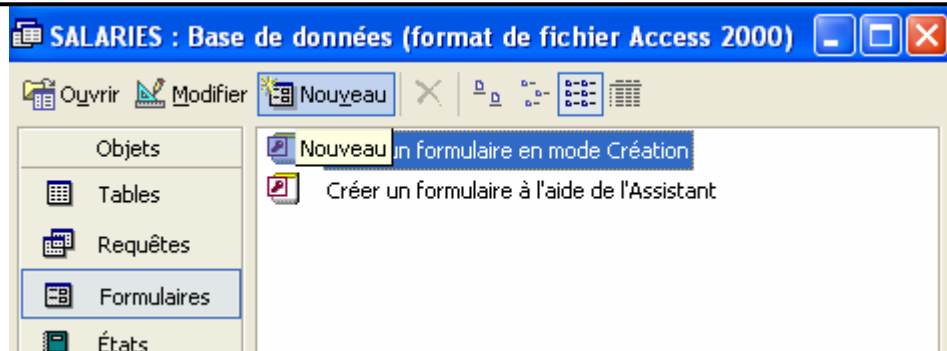 SALARIES : Base de données (format de fichier Access 2000)
Ouvrir Modifier Nouveau
Objets
Nouveau un formulaire en mode Création
Tables
Créer un formulaire à l'aide de l'Assistant
Requêtes
Formulaires
États